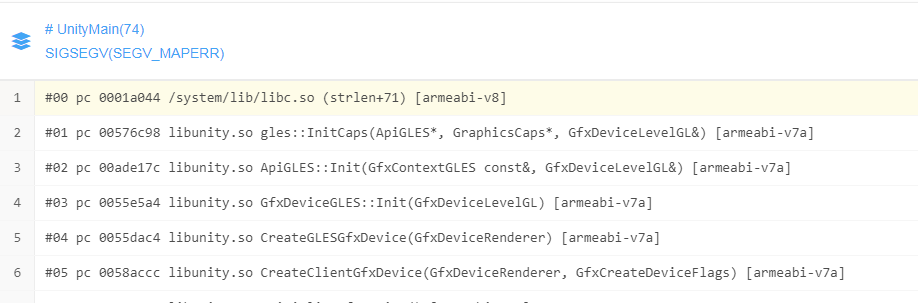 # UnityMain(74)
SIGSEGV(SEGV_MAPERR)
1 #00 pc 0001a044 /system/lib/libc.so (strlen+71) [armeabi-v8]
2 #01 pc 00576c98 libunity.so gles::InitCaps(ApiGLES*, GraphicsCaps*, GfxDeviceLevelGL&) [armeabi-v7a]
3 #02 pc 00ade17c libunity.so ApiGLES::Init(GfxContextGLES const&, GfxDeviceLevelGL&) [armeabi-v7a]
4 #03 pc 0055e5a4 libunity.so GfxDeviceGLES::Init(GfxDeviceLevelGL) [armeabi-v7a]
5 #04 pc 0055dac4 libunity.so CreateGLESGfxDevice(GfxDeviceRenderer) [armeabi-v7a]
6 #05 pc 0058accc libunity.so CreateClientGfxDevice(GfxDeviceRenderer, GfxCreateDeviceFlags) [armeabi-v7a]